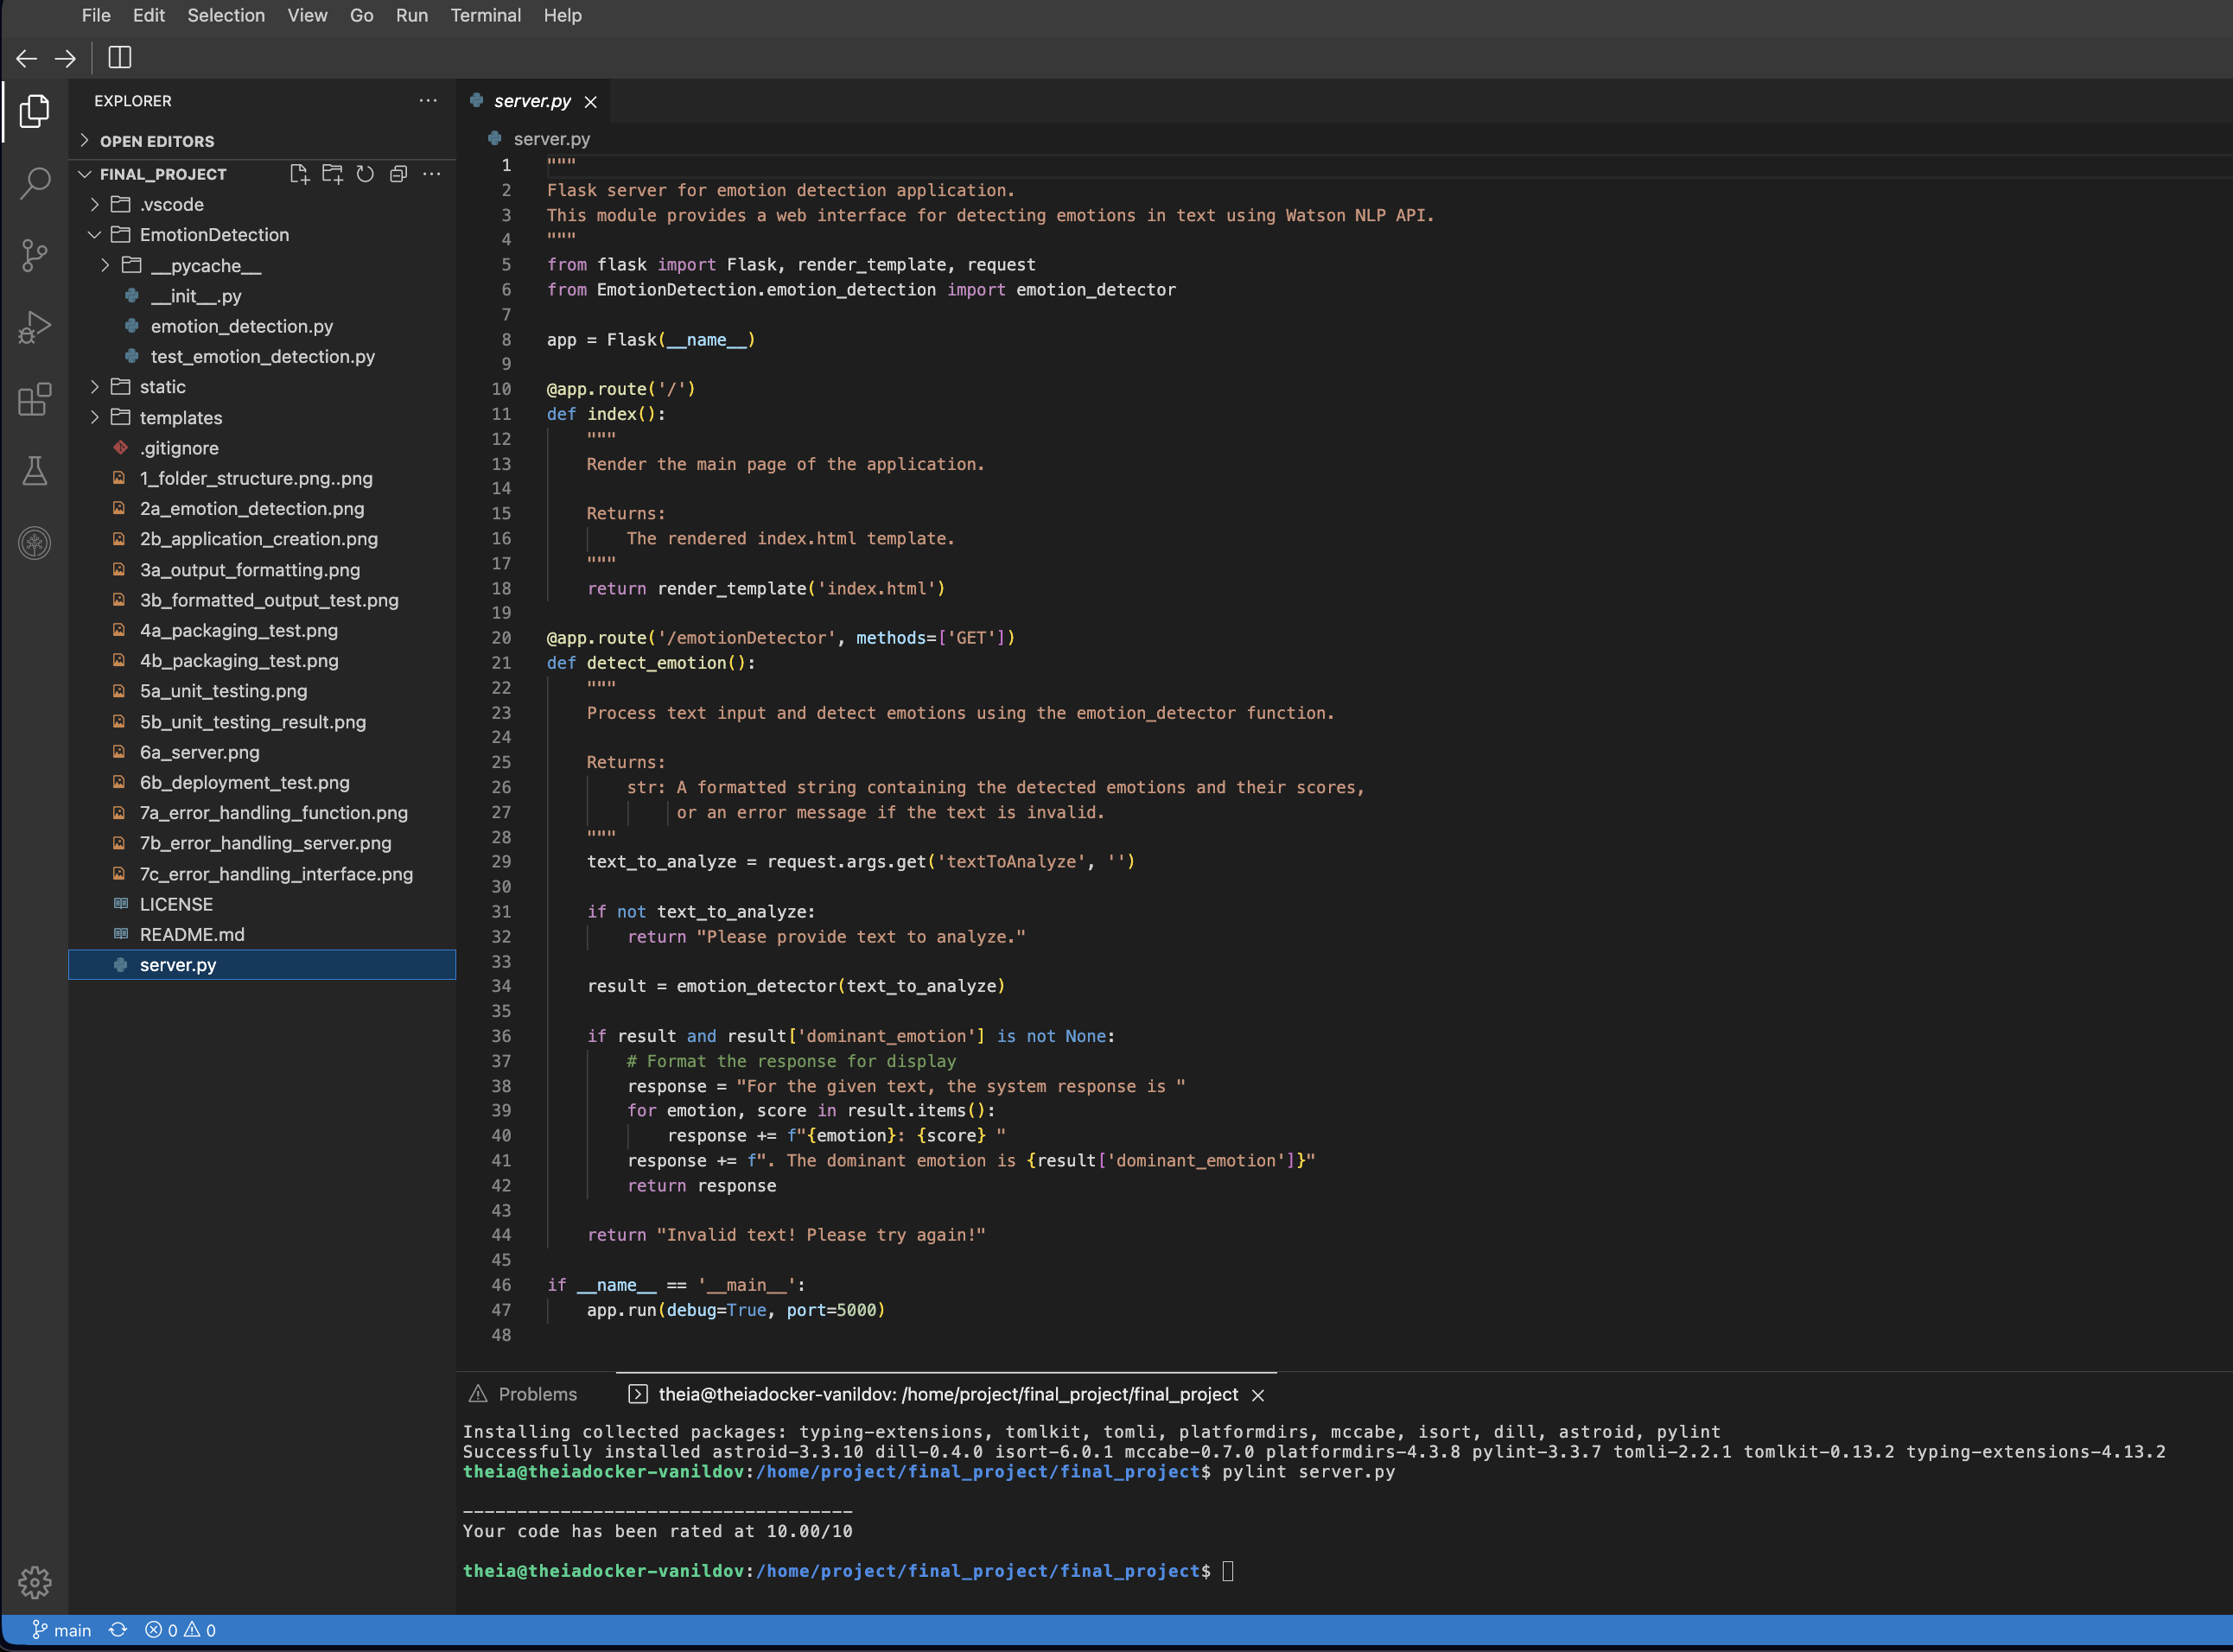 File Edit Selection View Go Run Terminal Help
EXPLORER
OPEN EDITORS
FINAL_PROJECT
.vscode
EmotionDetection
__pycache__
__init__.py
emotion_detection.py
test_emotion_detection.py
static
templates
.gitignore
1_folder_structure.png..png
2a_emotion_detection.png
2b_application_creation.png
3a_output_formatting.png
3b_formatted_output_test.png
4a_packaging_test.png
4b_packaging_test.png
5a_unit_testing.png
5b_unit_testing_result.png
6a_server.png
6b_deployment_test.png
7a_error_handling_function.png
7b_error_handling_server.png
7c_error_handling_interface.png
LICENSE
README.md
server.py
server.py
server.py
1 """
2 Flask server for emotion detection application.
3 This module provides a web interface for detecting emotions in text using Watson NLP API.
4 """
5 from flask import Flask, render_template, request
6 from EmotionDetection.emotion_detection import emotion_detector
7
8 app = Flask(__name__)
9
10 @app.route('/')
11 def index():
12     """
13     Render the main page of the application.
14
15     Returns:
16         The rendered index.html template.
17     """
18     return render_template('index.html')
19
20 @app.route('/emotionDetector', methods=['GET'])
21 def detect_emotion():
22     """
23     Process text input and detect emotions using the emotion_detector function.
24
25     Returns:
26         str: A formatted string containing the detected emotions and their scores,
27              or an error message if the text is invalid.
28     """
29     text_to_analyze = request.args.get('textToAnalyze', '')
30
31     if not text_to_analyze:
32         return "Please provide text to analyze."
33
34     result = emotion_detector(text_to_analyze)
35
36     if result and result['dominant_emotion'] is not None:
37         # Format the response for display
38         response = "For the given text, the system response is "
39         for emotion, score in result.items():
40             response += f"{emotion}: {score} "
41         response += f". The dominant emotion is {result['dominant_emotion']}"
42         return response
43
44     return "Invalid text! Please try again!"
45
46 if __name__ == '__main__':
47     app.run(debug=True, port=5000)
48
Problems
theia@theiadocker-vanildov: /home/project/final_project/final_project
Installing collected packages: typing-extensions, tomlkit, tomli, platformdirs, mccabe, isort, dill, astroid, pylint
Successfully installed astroid-3.3.10 dill-0.4.0 isort-6.0.1 mccabe-0.7.0 platformdirs-4.3.8 pylint-3.3.7 tomli-2.2.1 tomlkit-0.13.2 typing-extensions-4.13.2
theia@theiadocker-vanildov:/home/project/final_project/final_project$ pylint server.py
------------------------------------
Your code has been rated at 10.00/10
theia@theiadocker-vanildov:/home/project/final_project/final_project$
main 0 0